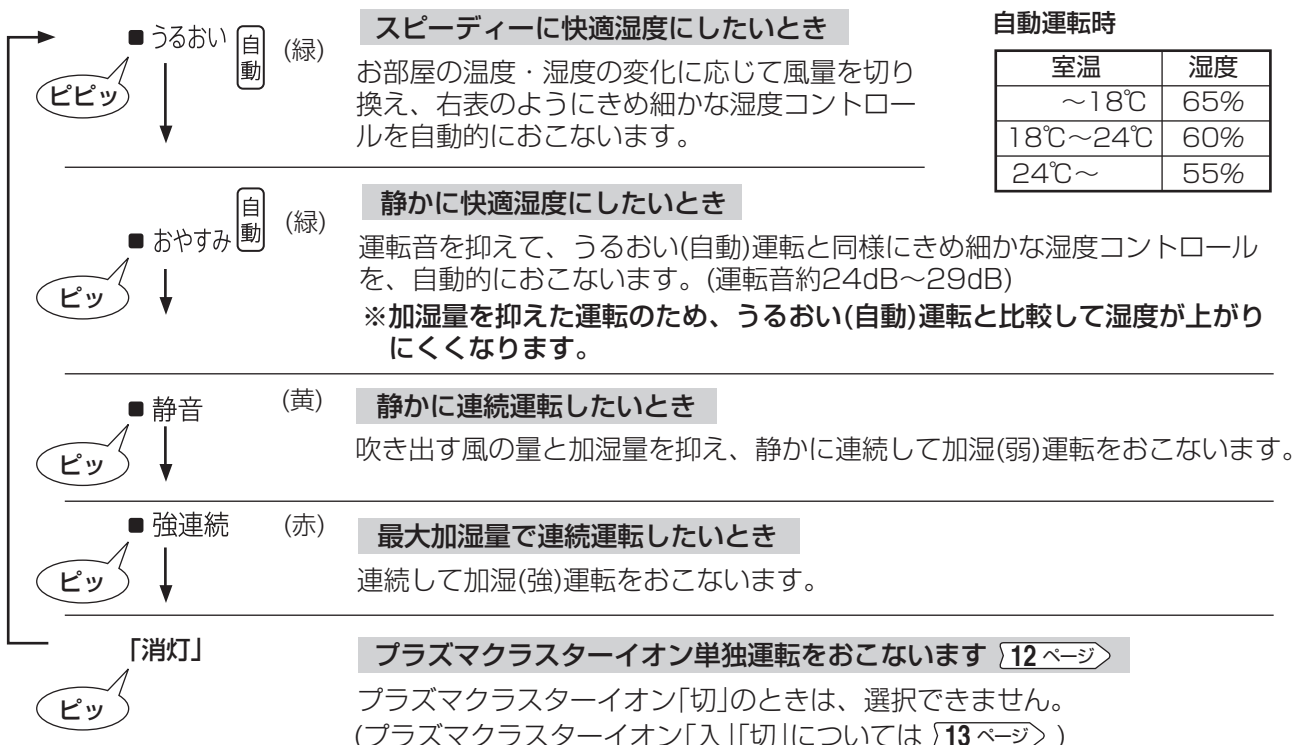 ■ うるおい 自動 (緑)
ピピッ
スピーディーに快適湿度にしたいとき
お部屋の温度・湿度の変化に応じて風量を切り
換え、右表のようにきめ細かな湿度コントロー
ルを自動的におこないます。
自動運転時
室温 湿度
～18℃ 65%
18℃～24℃ 60%
24℃～ 55%
■ おやすみ 自動 (緑)
ピッ
静かに快適湿度にしたいとき
運転音を抑えて、うるおい(自動)運転と同様にきめ細かな湿度コントロール
を、自動的におこないます。(運転音約24dB～29dB)
※加湿量を抑えた運転のため、うるおい(自動)運転と比較して湿度が上がり
にくくなります。
■ 静音 (黄)
ピッ
静かに連続運転したいとき
吹き出す風の量と加湿量を抑え、静かに連続して加湿(弱)運転をおこないます。
■ 強連続 (赤)
ピッ
最大加湿量で連続運転したいとき
連続して加湿(強)運転をおこないます。
「消灯」
ピッ
プラズマクラスターイオン単独運転をおこないます 12 ページ
プラズマクラスターイオン「切」のときは、選択できません。
(プラズマクラスターイオン「入」「切」については 13 ページ )